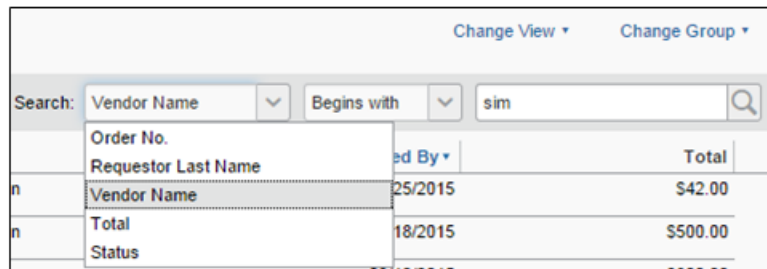 Change View ▾ Change Group ▾
Search: Vendor Name Begins with sim
Order No.
Requestor Last Name
ed By ▾ Total
Vendor Name
n 25/2015 $42.00
Total
n 18/2015 $500.00
Status